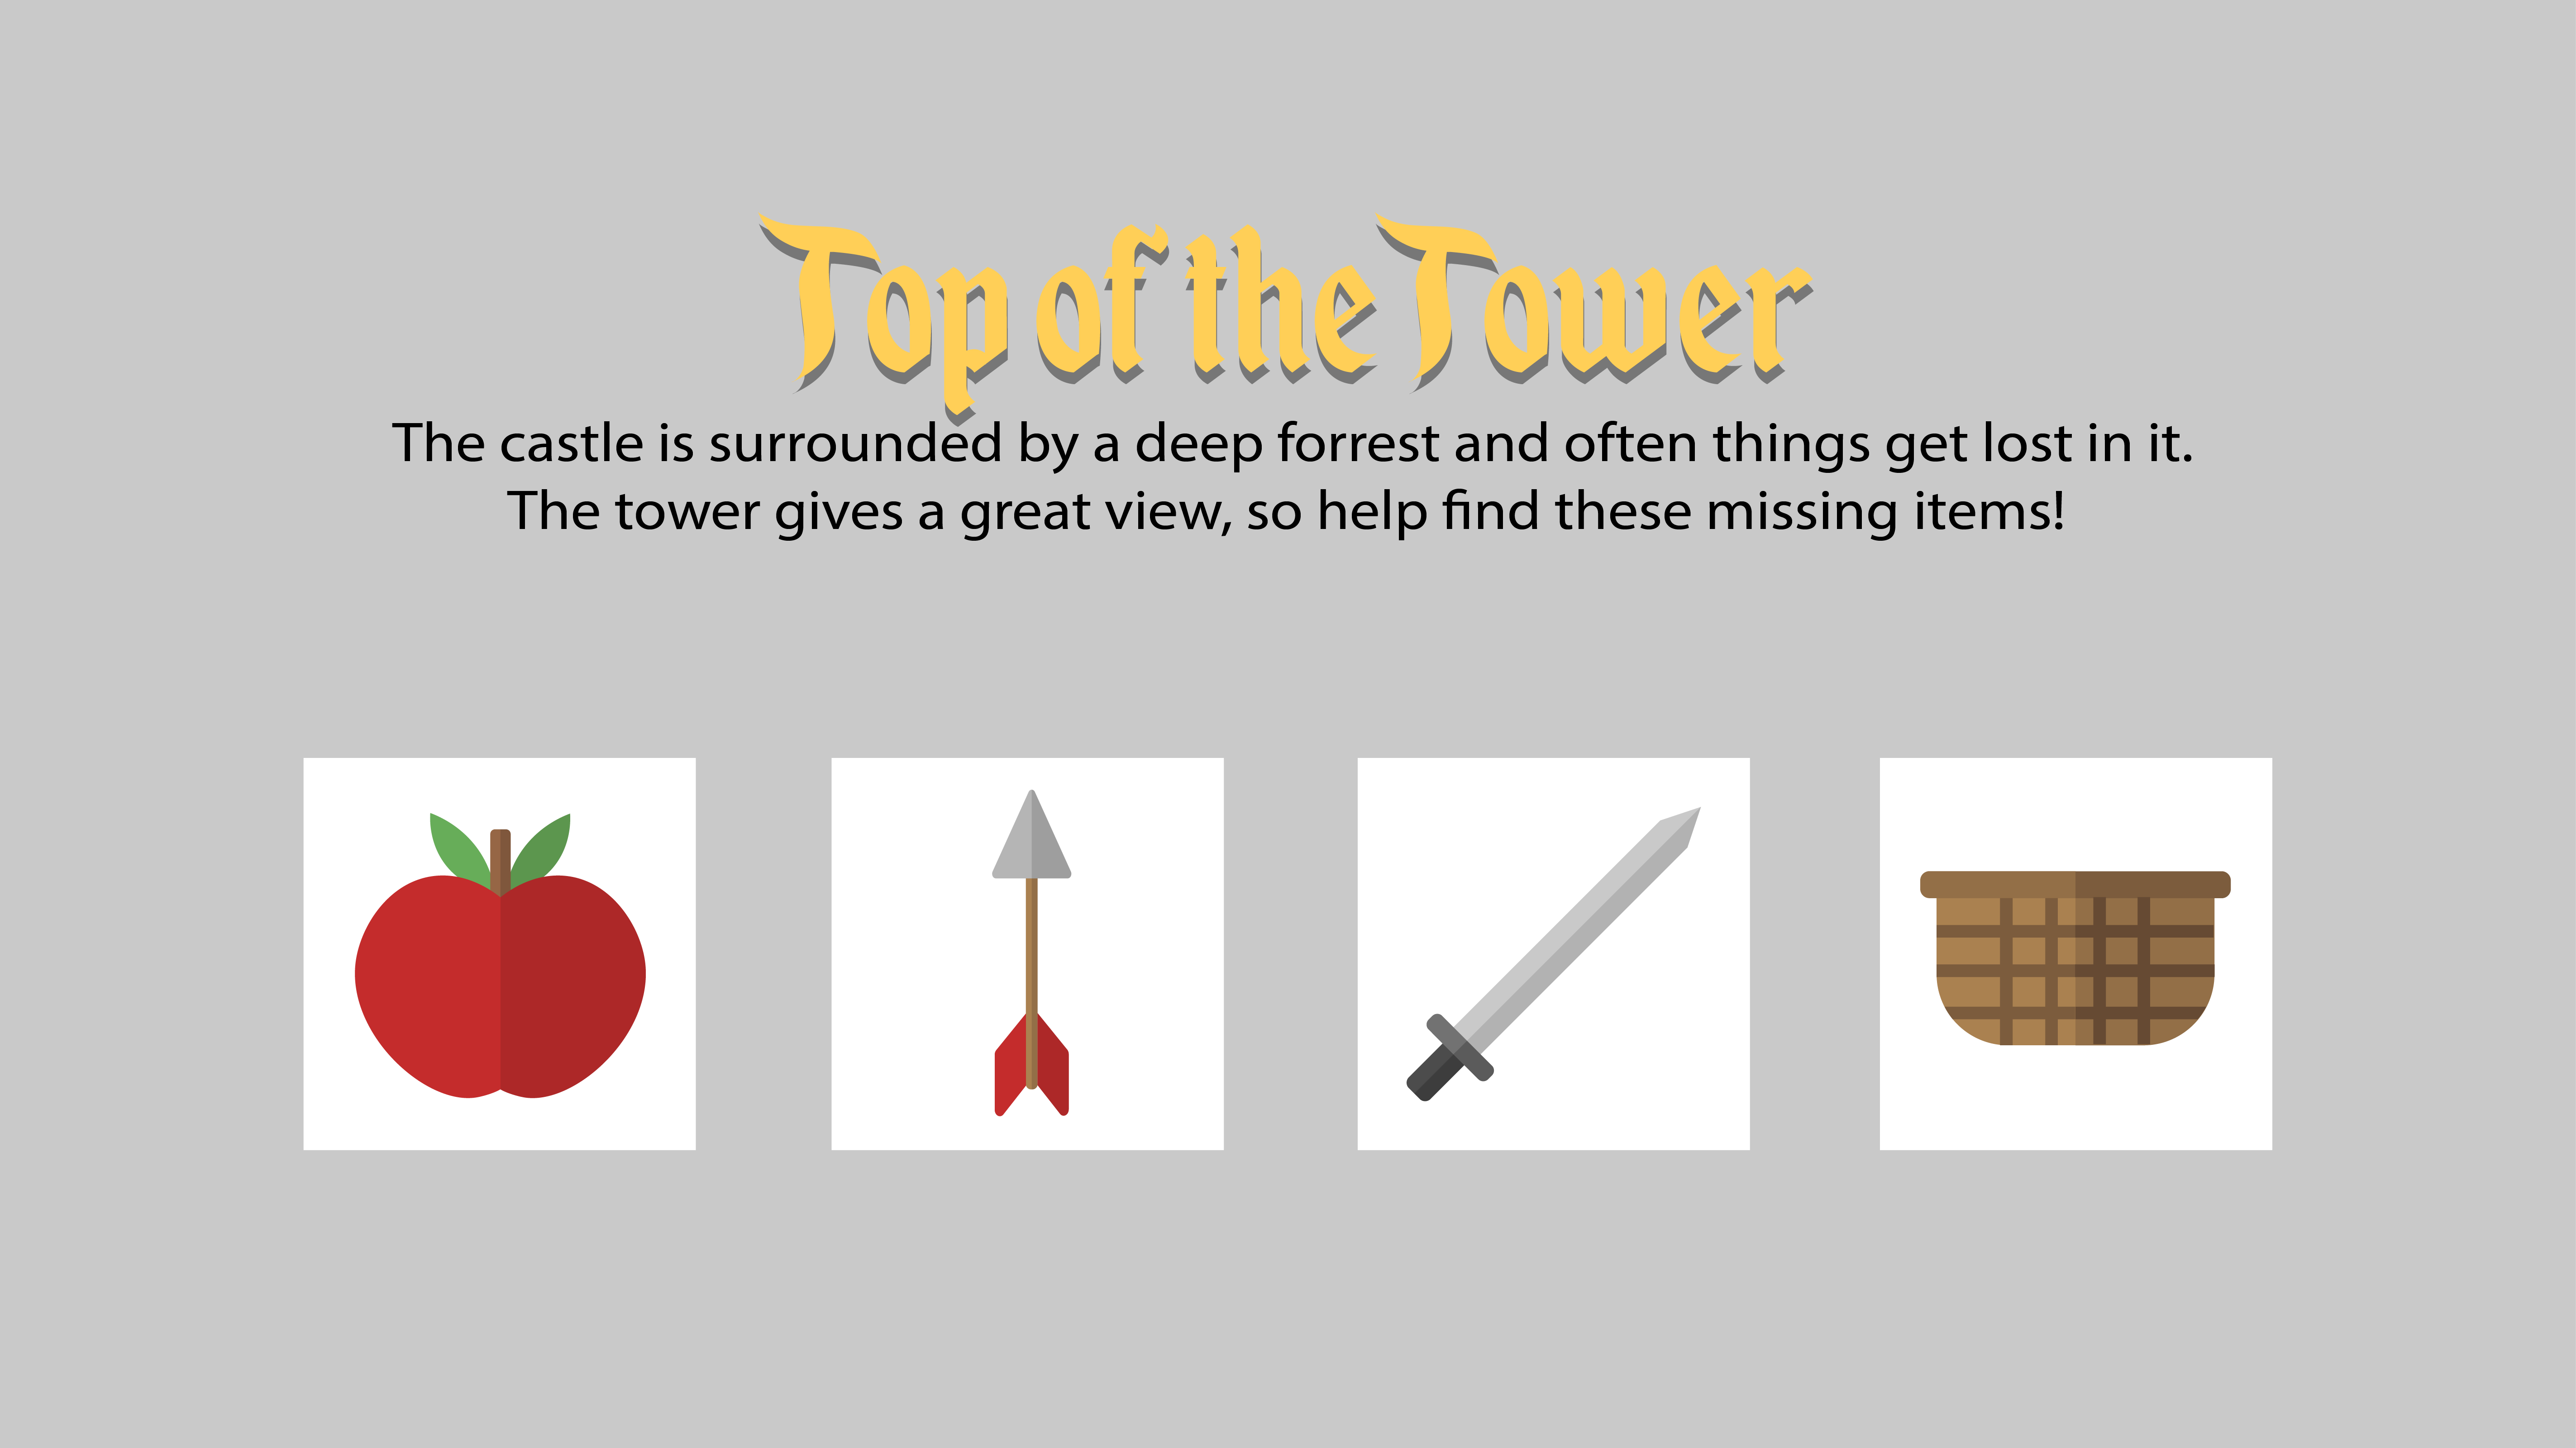 Top of the Tower
The castle is surrounded by a deep forrest and often things get lost in it.
The tower gives a great view, so help find these missing items!